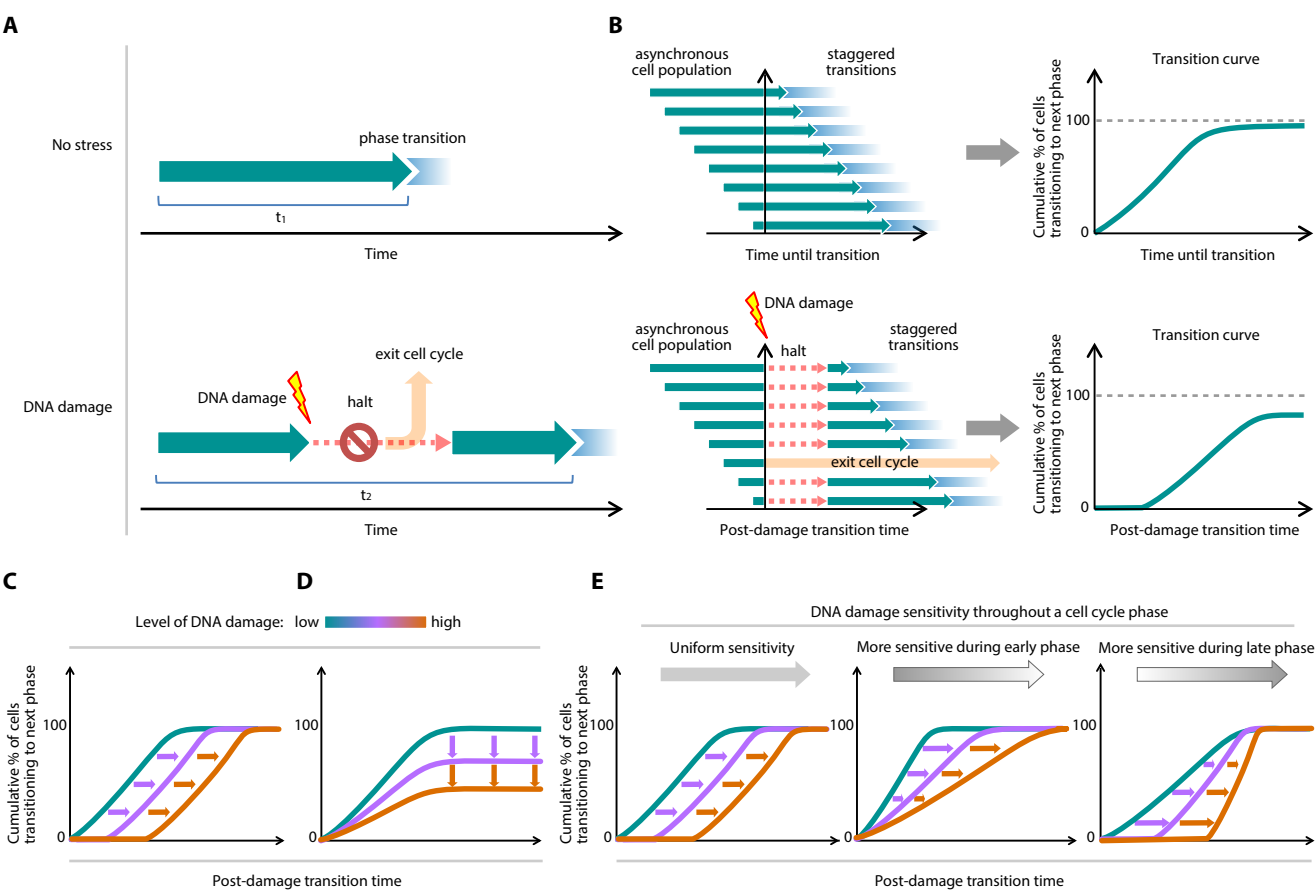 A
No stress
phase transition
t1
Time
DNA damage
DNA damage
halt
exit cell cycle
t2
Time
B
asynchronous
cell population
staggered
transitions
Time until transition
Transition curve
Cumulative % of cells
transitioning to next phase
100
0
Time until transition
DNA damage
asynchronous
cell population
halt
staggered
transitions
exit cell cycle
Post-damage transition time
Transition curve
Cumulative % of cells
transitioning to next phase
100
0
Post-damage transition time
C
D
Level of DNA damage: low high
Cumulative % of cells
transitioning to next phase
100
0
100
0
Post-damage transition time
E
DNA damage sensitivity throughout a cell cycle phase
Uniform sensitivity
More sensitive during early phase
More sensitive during late phase
Cumulative % of cells
transitioning to next phase
100
0
100
0
100
0
Post-damage transition time